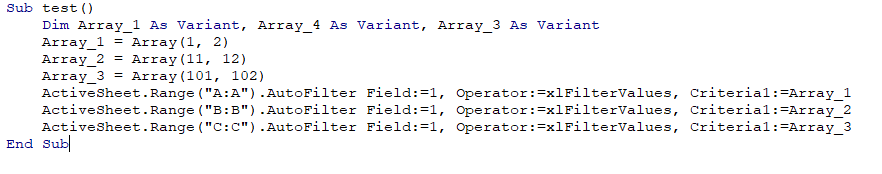 Sub test()
    Dim Array_1 As Variant, Array_4 As Variant, Array_3 As Variant
    Array_1 = Array(1, 2)
    Array_2 = Array(11, 12)
    Array_3 = Array(101, 102)
    ActiveSheet.Range("A:A").AutoFilter Field:=1, Operator:=xlFilterValues, Criteria1:=Array_1
    ActiveSheet.Range("B:B").AutoFilter Field:=1, Operator:=xlFilterValues, Criteria1:=Array_2
    ActiveSheet.Range("C:C").AutoFilter Field:=1, Operator:=xlFilterValues, Criteria1:=Array_3
End Sub